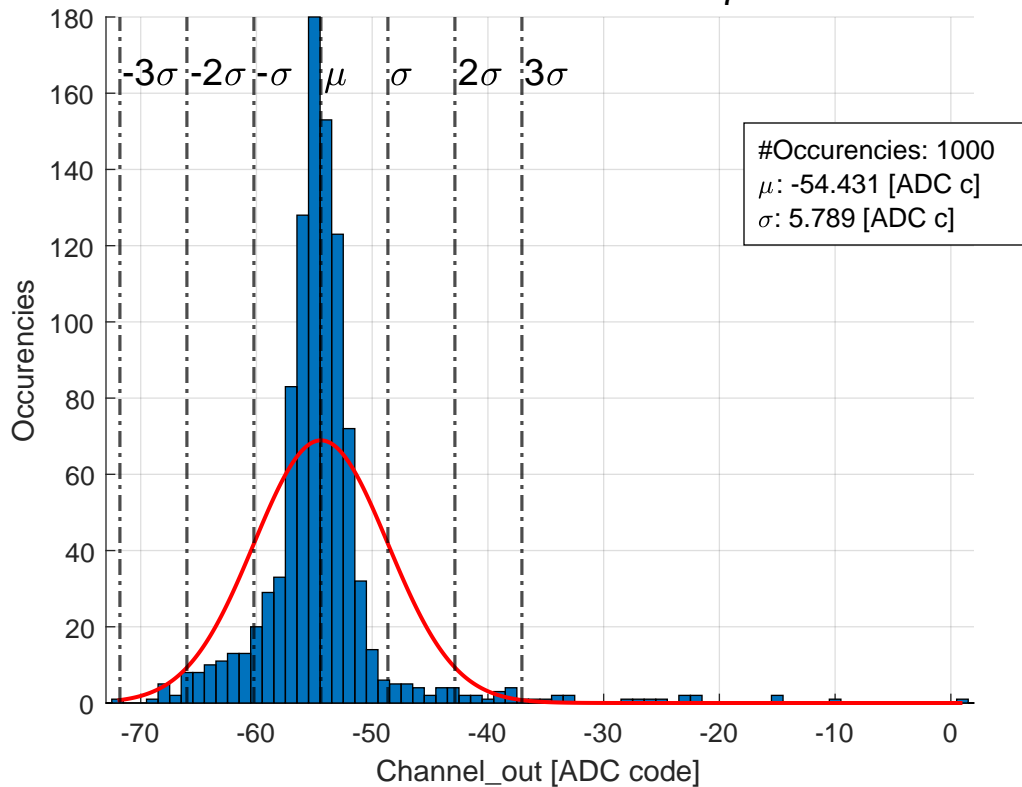 180
160
140
120
100
80
60
40
20
0
-3σ -2σ -σ μ σ 2σ 3σ
#Occurencies: 1000
μ: -54.431 [ADC c]
σ: 5.789 [ADC c]
Occurencies
-70 -60 -50 -40 -30 -20 -10 0
Channel_out [ADC code]